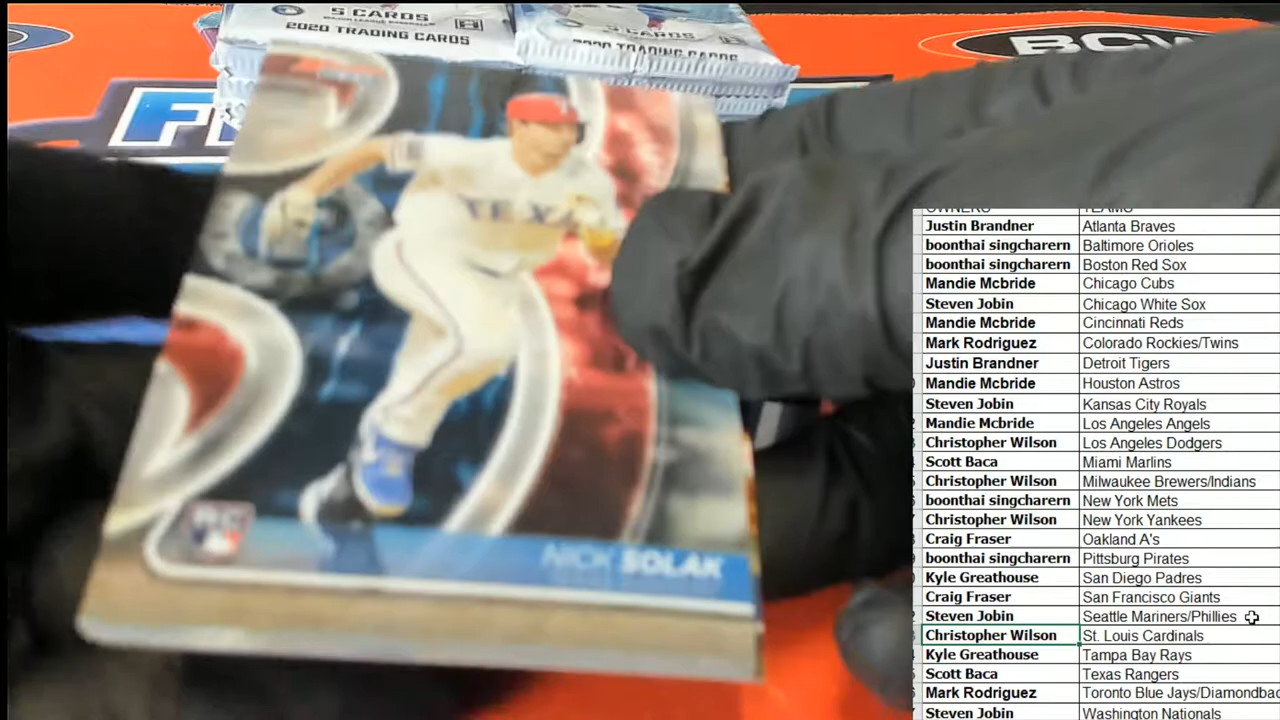 5 CARDS
MAJOR LEAGUE BASEBALL
2020 TRADING CARDS
5 CARDS
2020 TRADING CARDS
BCW
F
TEXA
RC
NICK SOLAK
OWNERS TEAMS
Justin Brandner Atlanta Braves
boonthai singcharern Baltimore Orioles
boonthai singcharern Boston Red Sox
Mandie Mcbride Chicago Cubs
Steven Jobin Chicago White Sox
Mandie Mcbride Cincinnati Reds
Mark Rodriguez Colorado Rockies/Twins
Justin Brandner Detroit Tigers
Mandie Mcbride Houston Astros
Steven Jobin Kansas City Royals
Mandie Mcbride Los Angeles Angels
Christopher Wilson Los Angeles Dodgers
Scott Baca Miami Marlins
Christopher Wilson Milwaukee Brewers/Indians
boonthai singcharern New York Mets
Christopher Wilson New York Yankees
Craig Fraser Oakland A's
boonthai singcharern Pittsburg Pirates
Kyle Greathouse San Diego Padres
Craig Fraser San Francisco Giants
Steven Jobin Seattle Mariners/Phillies
Christopher Wilson St. Louis Cardinals
Kyle Greathouse Tampa Bay Rays
Scott Baca Texas Rangers
Mark Rodriguez Toronto Blue Jays/Diamondbac
Steven Jobin Washington Nationals